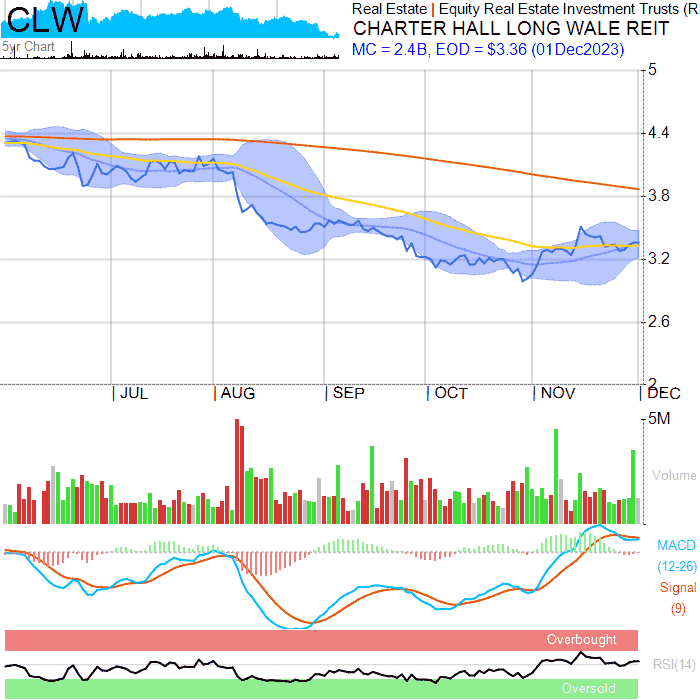 CLW
5yr Chart
Real Estate | Equity Real Estate Investment Trusts (R
CHARTER HALL LONG WALE REIT
MC = 2.4B, EOD = $3.36 (01Dec2023)
5
4.4
3.8
3.2
2.6
2
JUL AUG SEP OCT NOV DEC
5M
Volume
MACD
(12-26)
Signal
(9)
Overbought
RSI(14)
Oversold